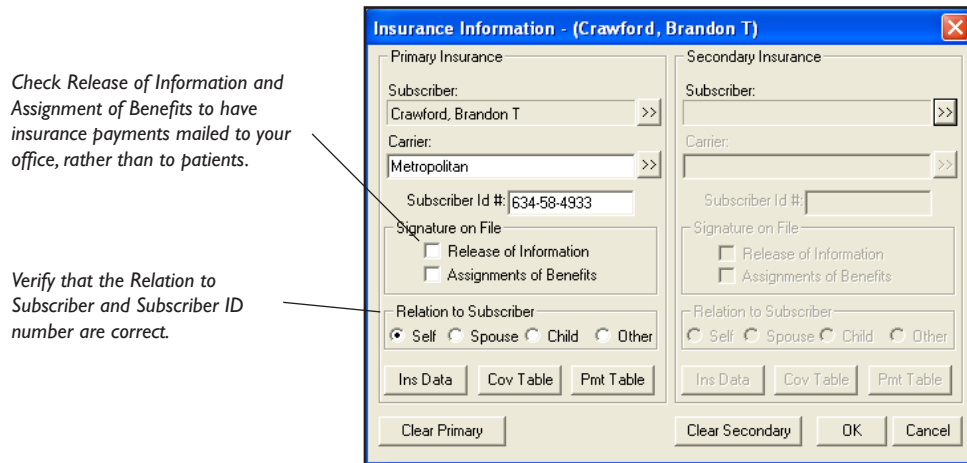 Check Release of Information and
Assignment of Benefits to have
insurance payments mailed to your
office, rather than to patients.
Verify that the Relation to
Subscriber and Subscriber ID
number are correct.
Insurance Information - (Crawford, Brandon T)
Primary Insurance
Subscriber:
Crawford, Brandon T >>
Carrier:
Metropolitan >>
Subscriber Id #: 634-58-4933
Signature on File
Release of Information
Assignments of Benefits
Relation to Subscriber
Self Spouse Child Other
Ins Data Cov Table Pmt Table
Clear Primary
Secondary Insurance
Subscriber:
>>
Carrier:
>>
Subscriber Id #:
Signature on File
Release of Information
Assignments of Benefits
Relation to Subscriber
Self Spouse Child Other
Ins Data Cov Table Pmt Table
Clear Secondary OK Cancel